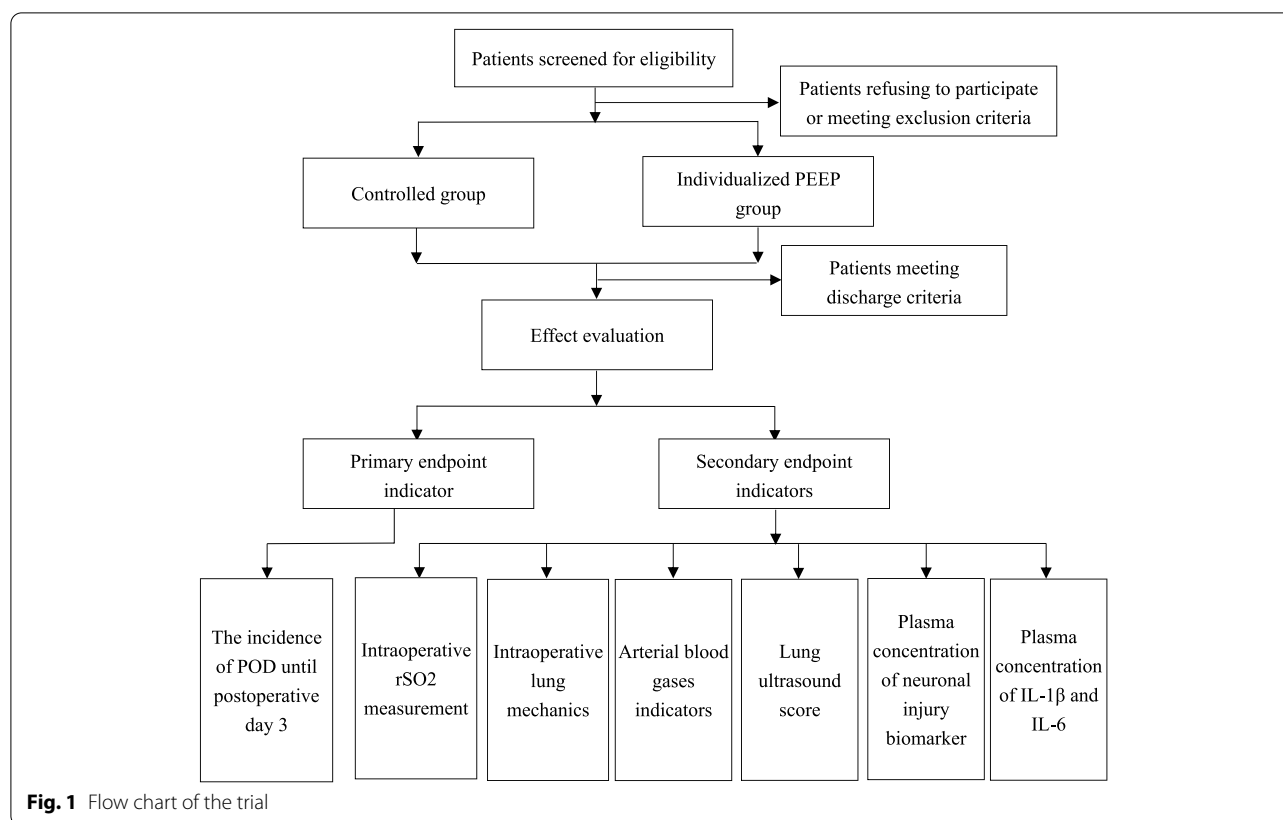 Patients screened for eligibility
Patients refusing to participate
or meeting exclusion criteria
Controlled group
Individualized PEEP
group
Patients meeting
discharge criteria
Effect evaluation
Primary endpoint
indicator
Secondary endpoint
indicators
The incidence
of POD until
postoperative
day 3
Intraoperative
rSO2
measurement
Intraoperative
lung
mechanics
Arterial blood
gases
indicators
Lung
ultrasound
score
Plasma
concentration
of neuronal
injury
biomarker
Plasma
concentration
of IL-1β and
IL-6
Fig. 1 Flow chart of the trial